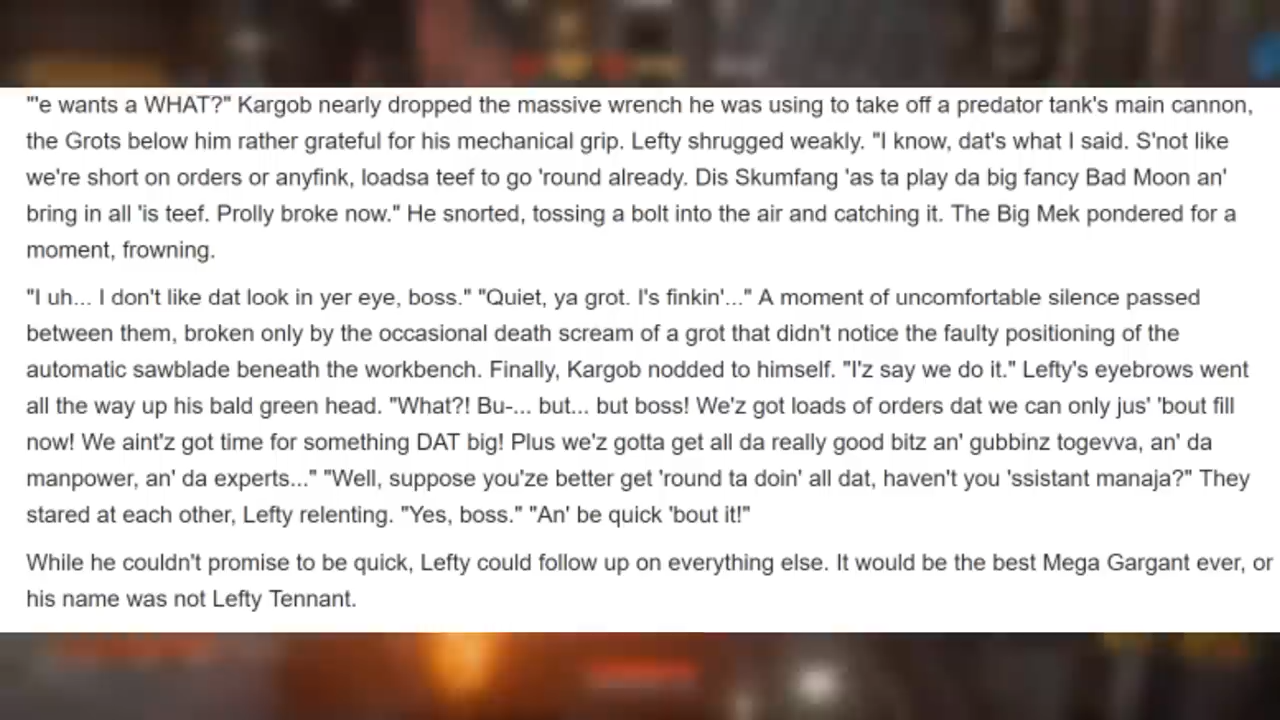 "'e wants a WHAT?" Kargob nearly dropped the massive wrench he was using to take off a predator tank's main cannon,
the Grots below him rather grateful for his mechanical grip. Lefty shrugged weakly. "I know, dat's what I said. S'not like
we're short on orders or anyfink, loadsa teef to go 'round already. Dis Skumfang 'as ta play da big fancy Bad Moon an'
bring in all 'is teef. Prolly broke now." He snorted, tossing a bolt into the air and catching it. The Big Mek pondered for a
moment, frowning.
"I uh... I don't like dat look in yer eye, boss." "Quiet, ya grot. I's finkin'..." A moment of uncomfortable silence passed
between them, broken only by the occasional death scream of a grot that didn't notice the faulty positioning of the
automatic sawblade beneath the workbench. Finally, Kargob nodded to himself. "I'z say we do it." Lefty's eyebrows went
all the way up his bald green head. "What?! Bu-... but... but boss! We'z got loads of orders dat we can only jus' 'bout fill
now! We aint'z got time for something DAT big! Plus we'z gotta get all da really good bitz an' gubbinz togevva, an' da
manpower, an' da experts..." "Well, suppose you'ze better get 'round ta doin' all dat, haven't you 'ssistant manaja?" They
stared at each other, Lefty relenting. "Yes, boss." "An' be quick 'bout it!"
While he couldn't promise to be quick, Lefty could follow up on everything else. It would be the best Mega Gargant ever, or
his name was not Lefty Tennant.